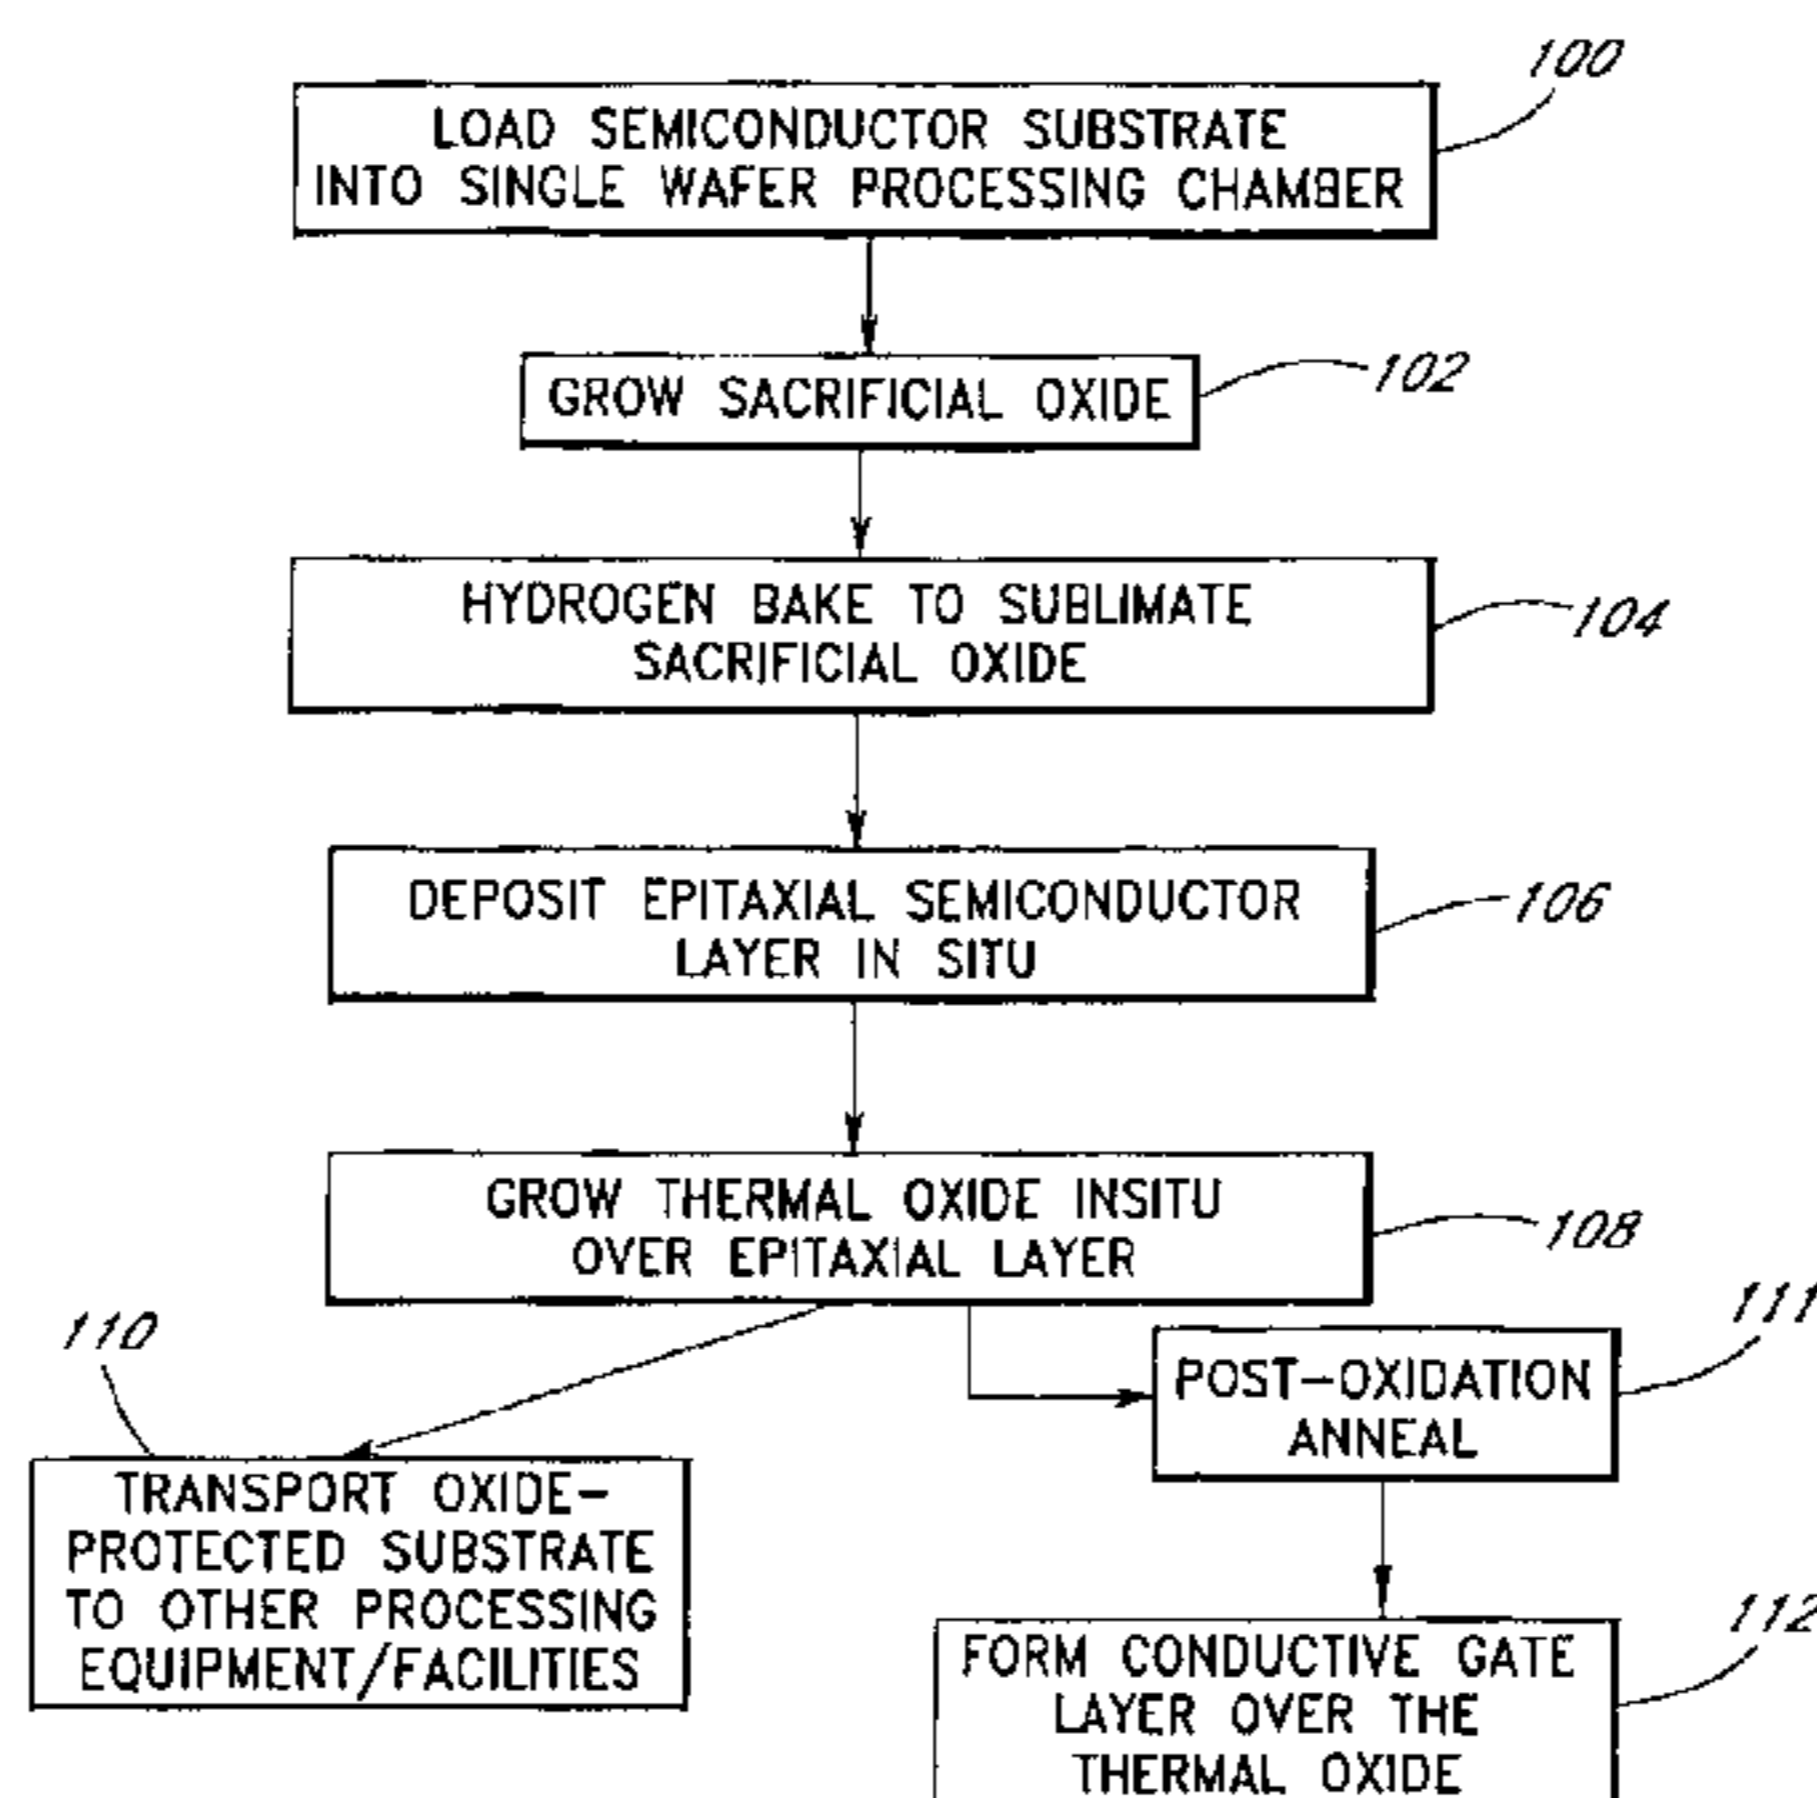 100
LOAD SEMICONDUCTOR SUBSTRATE
INTO SINGLE WAFER PROCESSING CHAMBER
GROW SACRIFICIAL OXIDE
102
HYDROGEN BAKE TO SUBLIMATE
SACRIFICIAL OXIDE
104
DEPOSIT EPITAXIAL SEMICONDUCTOR
LAYER IN SITU
106
GROW THERMAL OXIDE INSITU
OVER EPITAXIAL LAYER
108
110
TRANSPORT OXIDE-
PROTECTED SUBSTRATE
TO OTHER PROCESSING
EQUIPMENT/FACILITIES
111
POST-OXIDATION
ANNEAL
112
FORM CONDUCTIVE GATE
LAYER OVER THE
THERMAL OXIDE